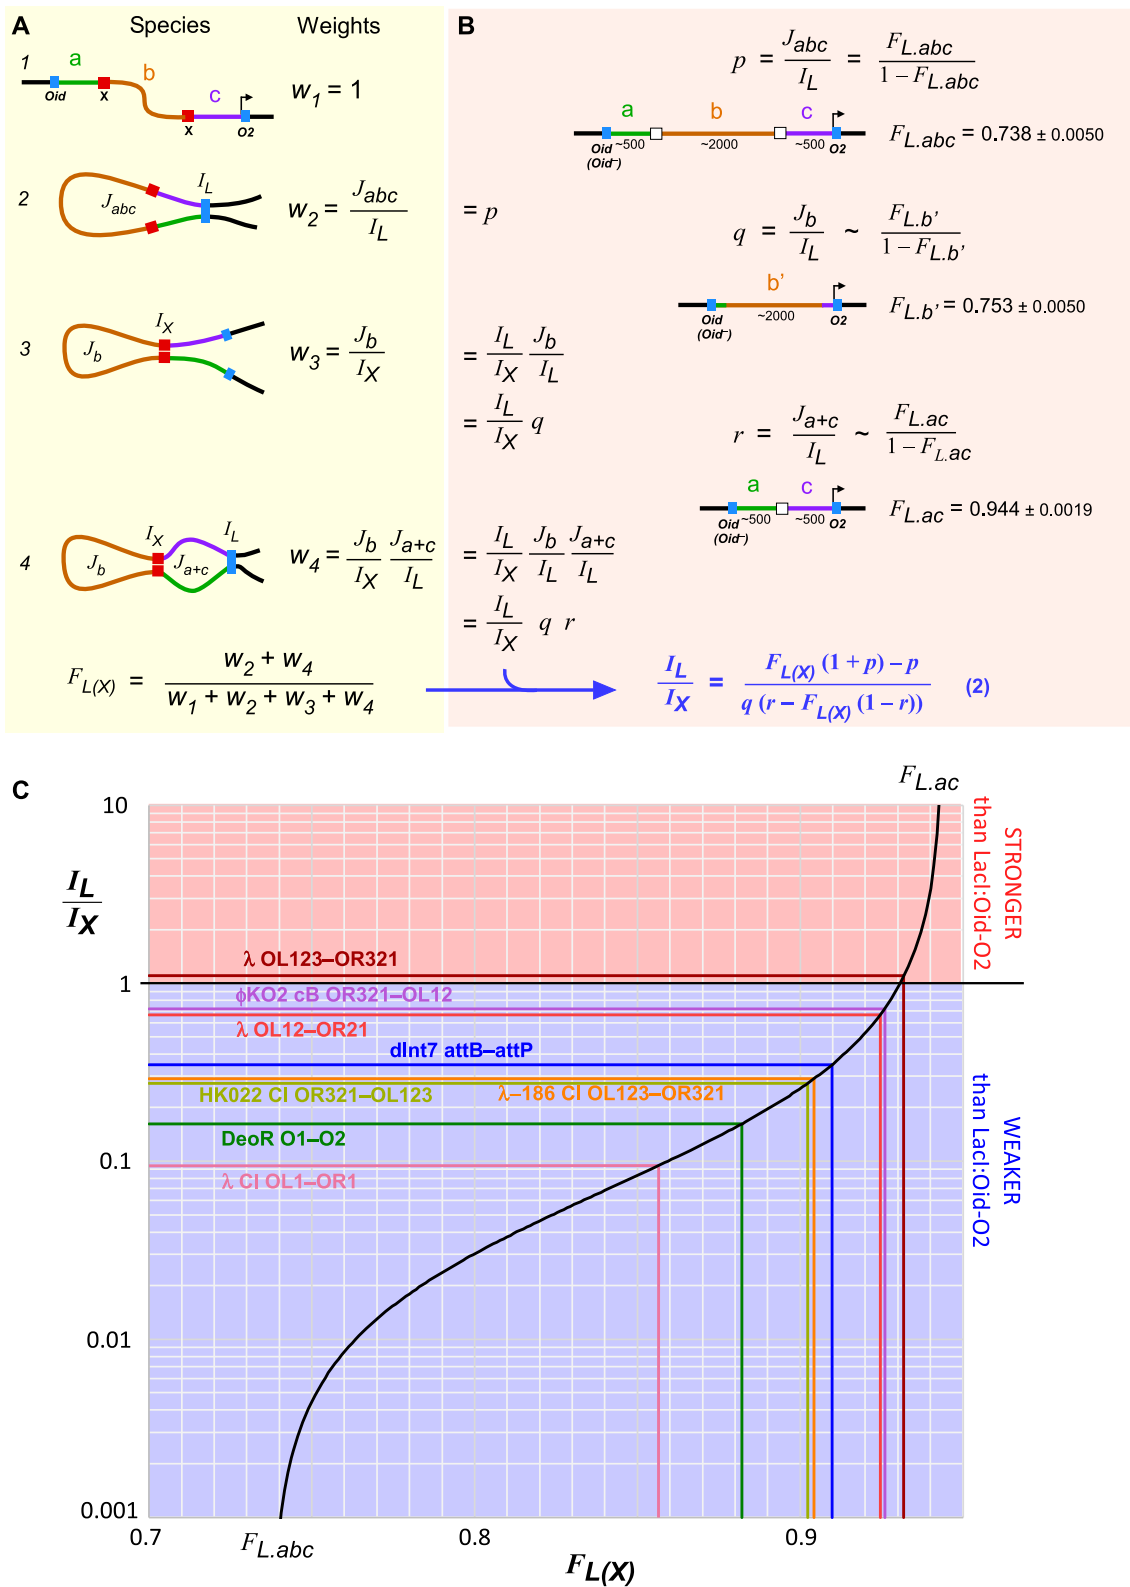 A
Species
Weights
1
a
b
c
Oid
X
X
O2
w1 = 1
2
Jabc
IL
w2 = Jabc / IL
3
IX
Jb
w3 = Jb / IX
4
IX
IL
Jb
Ja+c
w4 = Jb / IX Ja+c / IL
FL(X) = w2 + w4 / w1 + w2 + w3 + w4
B
p = Jabc / IL = FL.abc / 1 – FL.abc
a
b
c
Oid
(Oid–)
~500
~2000
~500
O2
FL.abc = 0.738 ± 0.0050
= p
q = Jb / IL ~ FL.b' / 1 – FL.b'
b'
Oid
(Oid–)
~2000
O2
FL.b' = 0.753 ± 0.0050
= IL / IX Jb / IL
= IL / IX q
r = Ja+c / IL ~ FL.ac / 1 – FL.ac
a
c
Oid
(Oid–)
~500
~500
O2
FL.ac = 0.944 ± 0.0019
= IL / IX Jb / IL Ja+c / IL
= IL / IX q r
IL / IX = FL(X) (1 + p) – p / q (r – FL(X) (1 – r)) (2)
C
FL.ac
10
1
0.1
0.01
0.001
IL / IX
λ OL123–OR321
ϕKO2 cB OR321–OL12
λ OL12–OR21
dInt7 attB–attP
HK022 CI OR321–OL123
λ–186 CI OL123–OR321
DeoR O1–O2
λ CI OL1–OR1
STRONGER
than LacI:Oid-O2
WEAKER
than LacI:Oid-O2
0.7
FL.abc
0.8
0.9
FL(X)